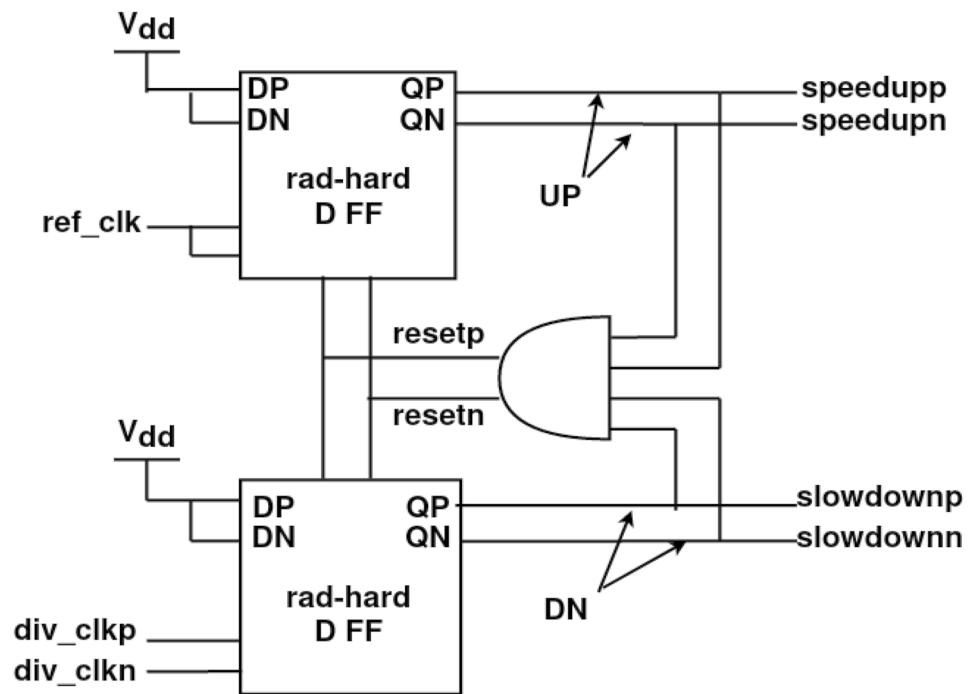 Vdd
DP QP
DN QN
speedupp
speedupn
rad-hard
D FF
UP
ref_clk
resetp
resetn
Vdd
DP QP
DN QN
slowdownp
slowdownn
rad-hard
D FF
DN
div_clkp
div_clkn